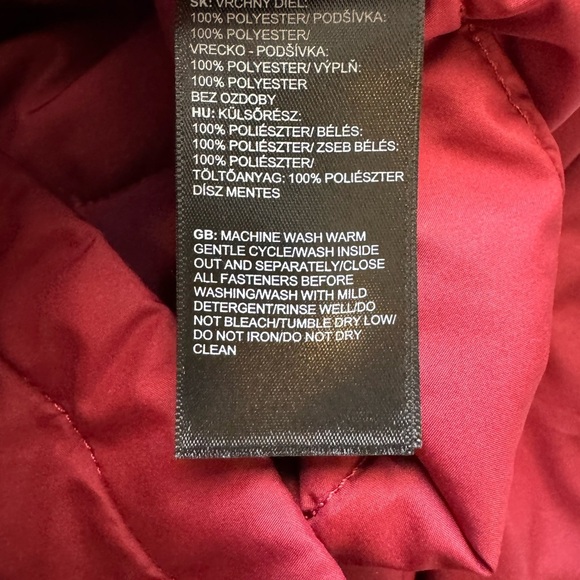 SK: VRCHNÝ DIEL:
100% POLYESTER/ PODŠÍVKA:
100% POLYESTER/
VRECKO - PODŠÍVKA:
100% POLYESTER/ VÝPLŇ:
100% POLYESTER
BEZ OZDOBY
HU: KÜLSŐRÉSZ:
100% POLIÉSZTER/ BÉLÉS:
100% POLIÉSZTER/ ZSEB BÉLÉS:
100% POLIÉSZTER/
TÖLTŐANYAG: 100% POLIÉSZTER
DÍSZ MENTES
GB: MACHINE WASH WARM
GENTLE CYCLE/WASH INSIDE
OUT AND SEPARATELY/CLOSE
ALL FASTENERS BEFORE
WASHING/WASH WITH MILD
DETERGENT/RINSE WELL/DO
NOT BLEACH/TUMBLE DRY LOW/
DO NOT IRON/DO NOT DRY
CLEAN